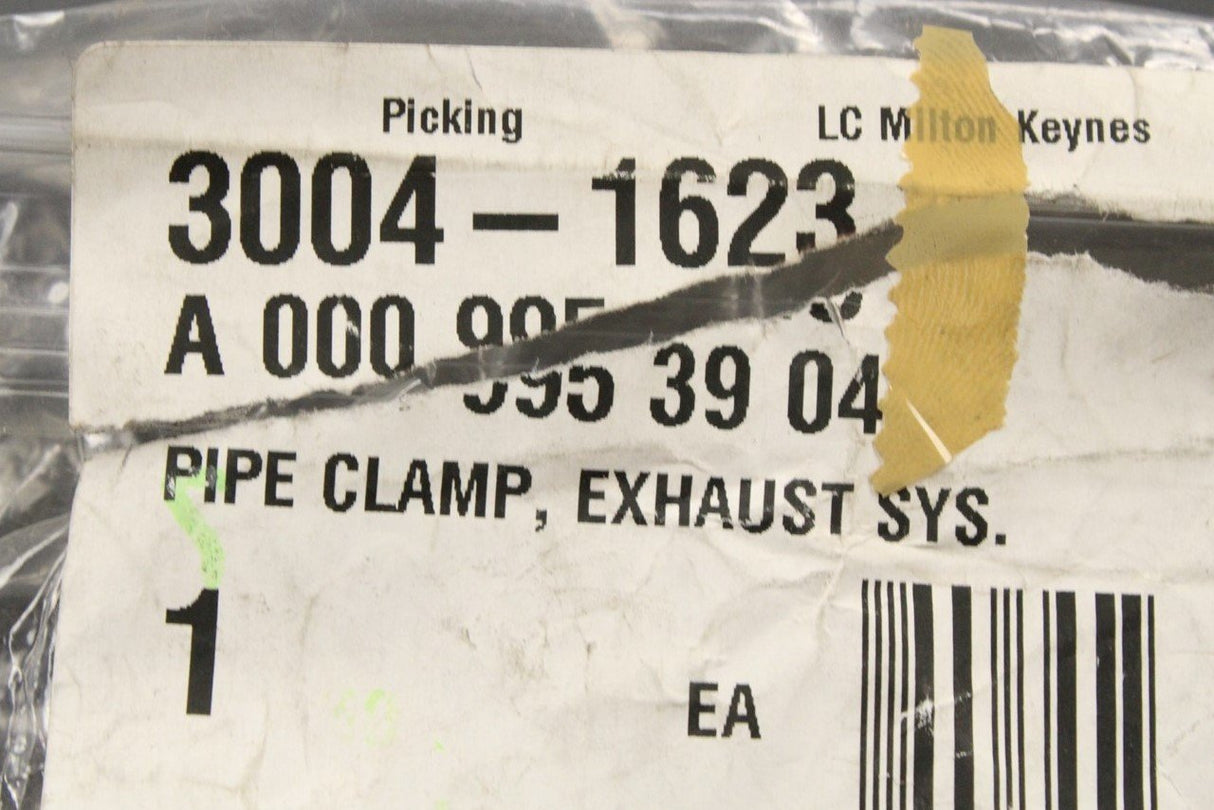 Picking LC Milton Keynes
3004 – 1623
A 000 995 39 04
PIPE CLAMP, EXHAUST SYS.
1 EA